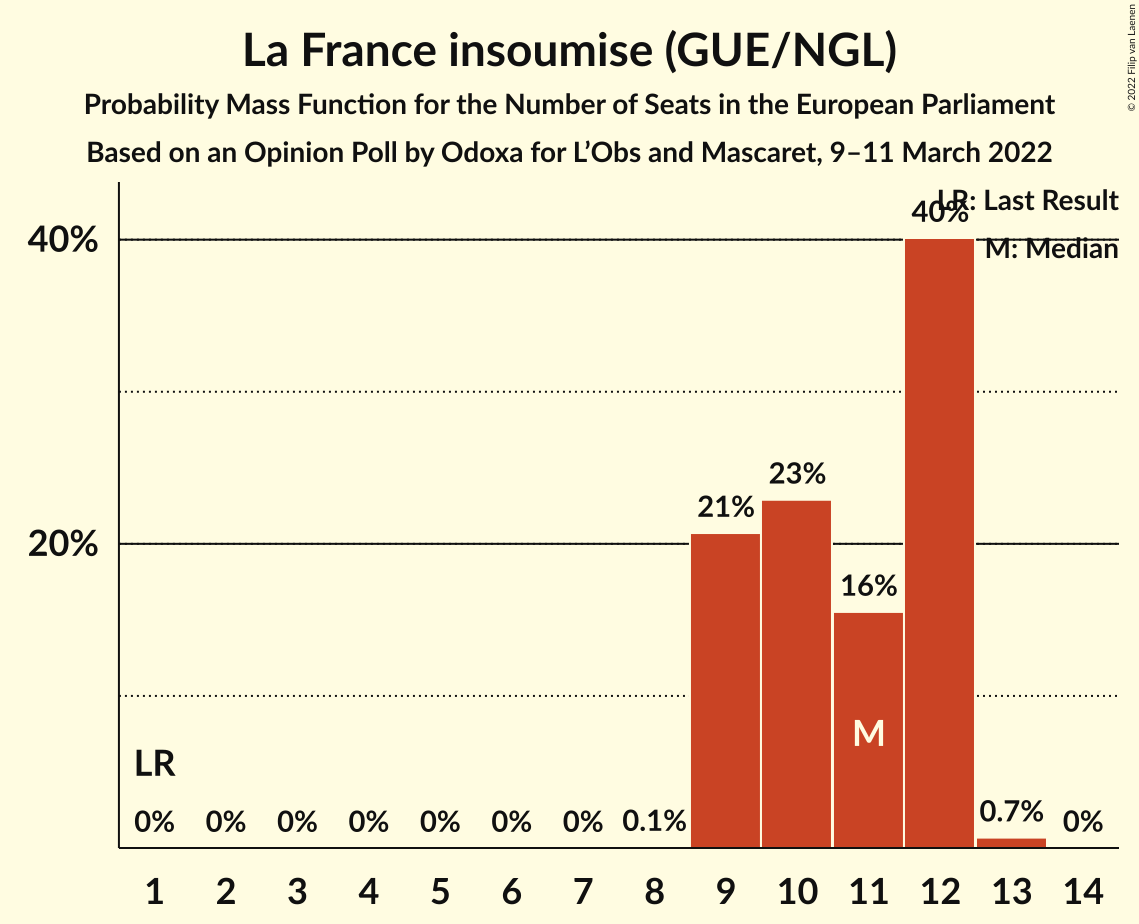 La France insoumise (GUE/NGL)
Probability Mass Function for the Number of Seats in the European Parliament
Based on an Opinion Poll by Odoxa for L’Obs and Mascaret, 9–11 March 2022
© 2022 Filip van Laenen
LR: Last Result
M: Median
40%
20%
40%
23%
21%
16%
M
LR
0% 0% 0% 0% 0% 0% 0% 0.1% 0.7% 0%
1 2 3 4 5 6 7 8 9 10 11 12 13 14